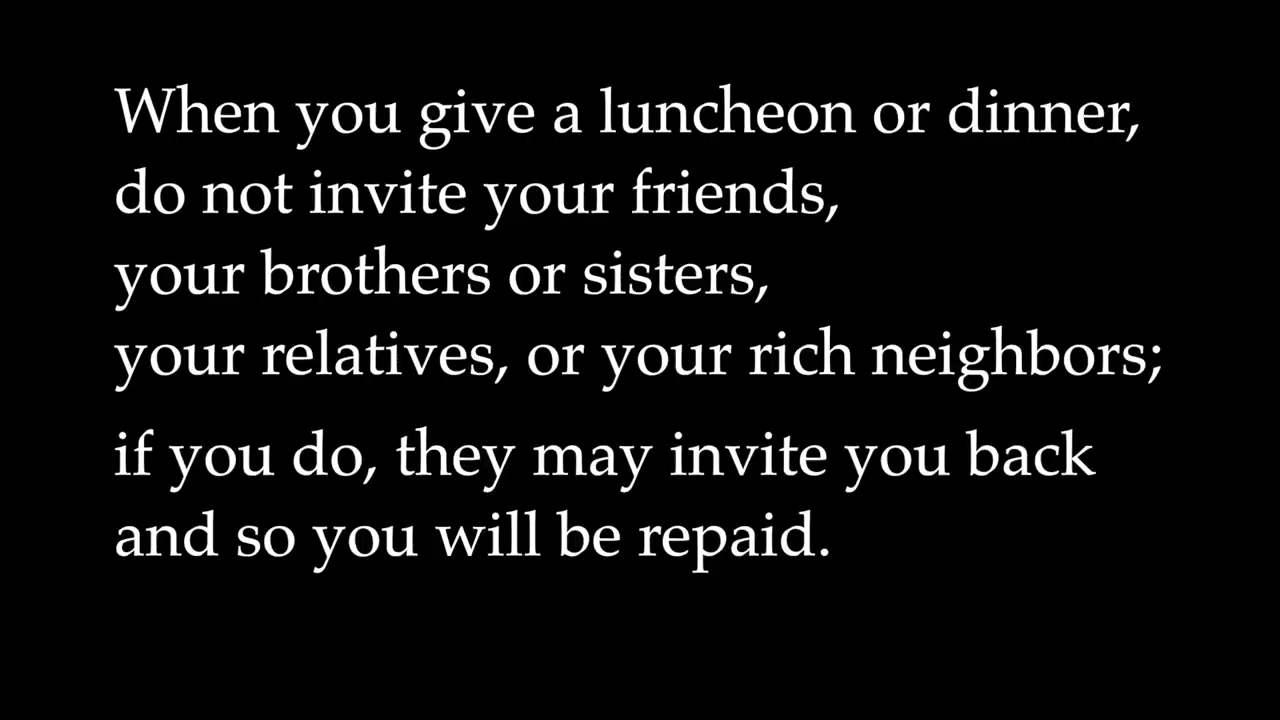 When you give a luncheon or dinner,
do not invite your friends,
your brothers or sisters,
your relatives, or your rich neighbors;
if you do, they may invite you back
and so you will be repaid.